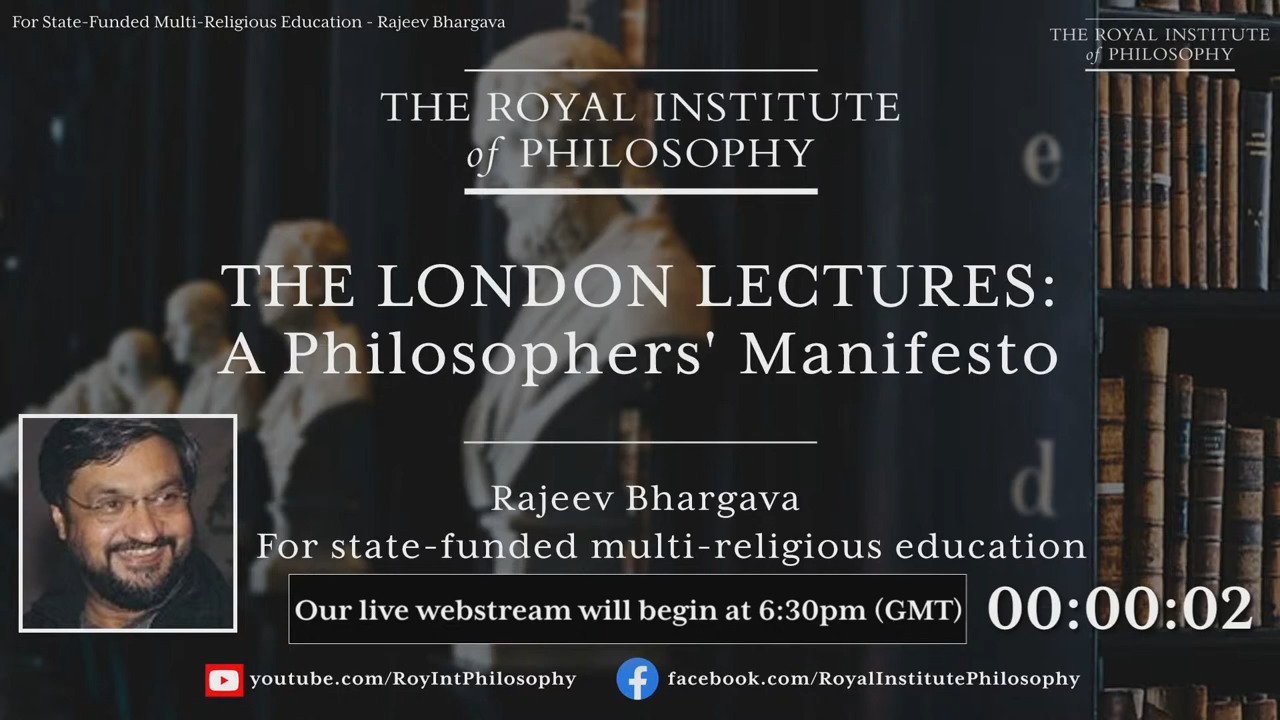 For State-Funded Multi-Religious Education - Rajeev Bhargava
THE ROYAL INSTITUTE
of PHILOSOPHY
THE ROYAL INSTITUTE
of PHILOSOPHY
e
THE LONDON LECTURES:
A Philosophers' Manifesto
d
Rajeev Bhargava
For state-funded multi-religious education
Our live webstream will begin at 6:30pm (GMT)
00:00:02
youtube.com/RoyIntPhilosophy
facebook.com/RoyalInstitutePhilosophy